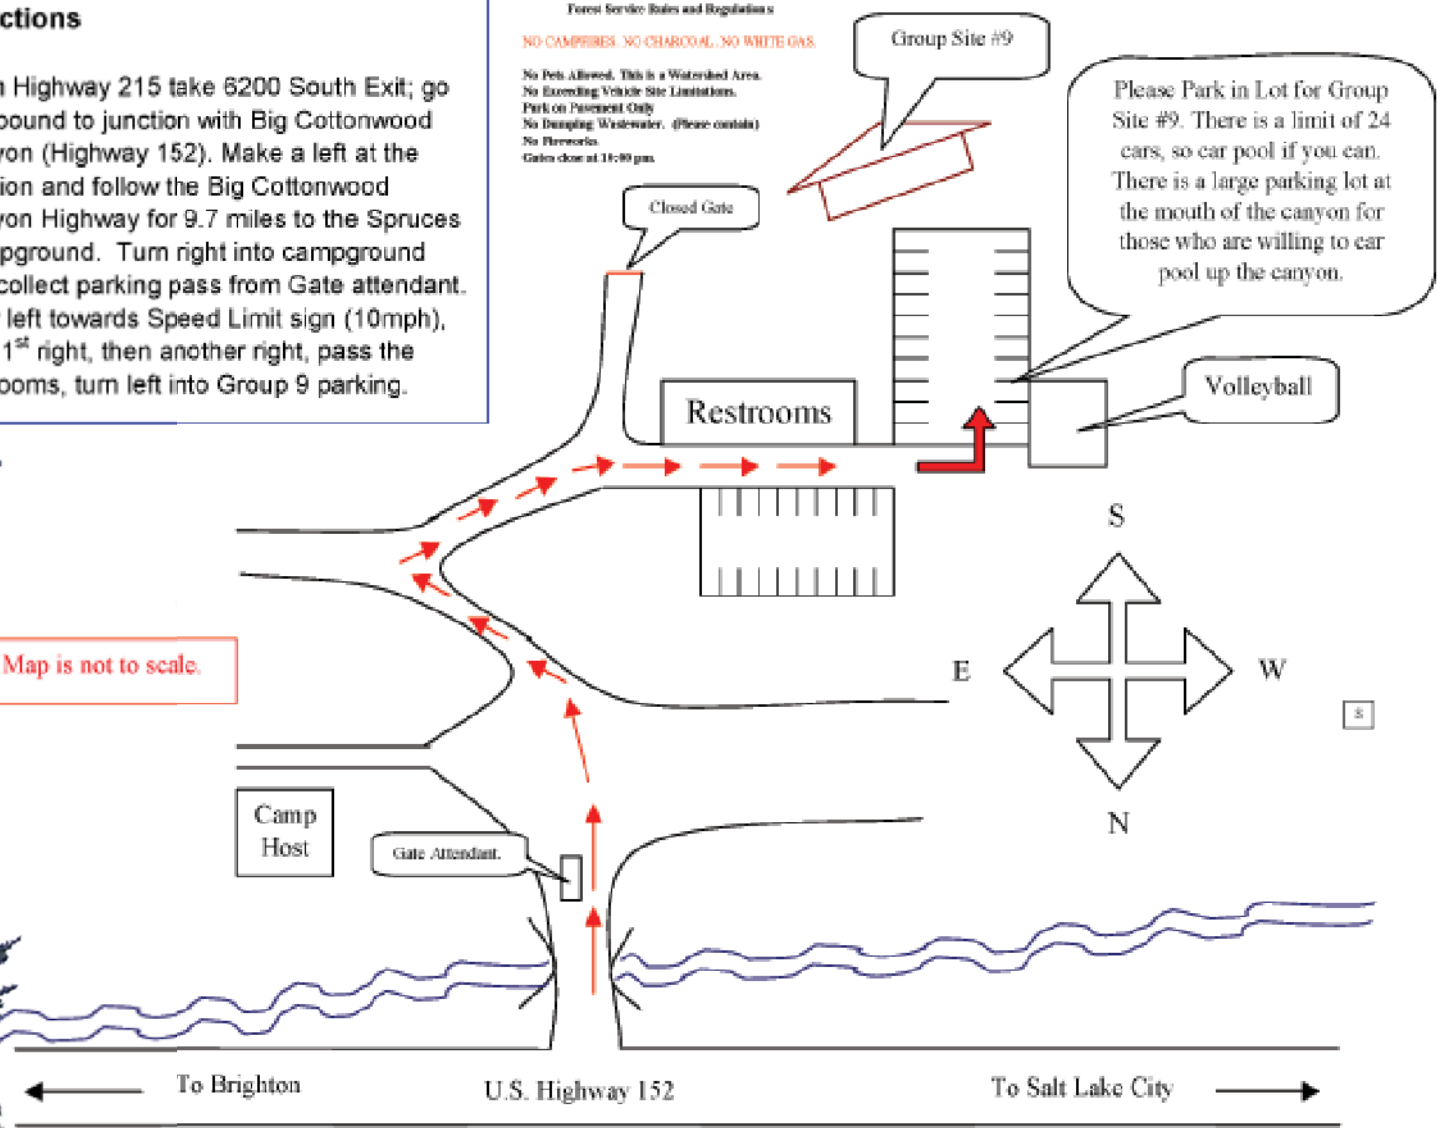 ctions
Highway 215 take 6200 South Exit; go
bound to junction with Big Cottonwood
yon (Highway 152). Make a left at the
ion and follow the Big Cottonwood
yon Highway for 9.7 miles to the Spruces
pground. Turn right into campground
collect parking pass from Gate attendant.
left towards Speed Limit sign (10mph),
1st right, then another right, pass the
ooms, turn left into Group 9 parking.
Forest Service Rules and Regulations
NO CAMPFIRES. NO CHARCOAL. NO WHITE GAS.
No Pets Allowed. This is a Watershed Area.
No Exceeding Vehicle Site Limitations.
Park on Pavement Only
No Dumping Wastewater. (Please contain)
No Fireworks.
Gates close at 10:00 pm.
Group Site #9
Please Park in Lot for Group
Site #9. There is a limit of 24
cars, so car pool if you can.
There is a large parking lot at
the mouth of the canyon for
those who are willing to car
pool up the canyon.
Closed Gate
Restrooms
Volleyball
S
E
W
N
Map is not to scale.
Camp
Host
Gate Attendant.
To Brighton
U.S. Highway 152
To Salt Lake City